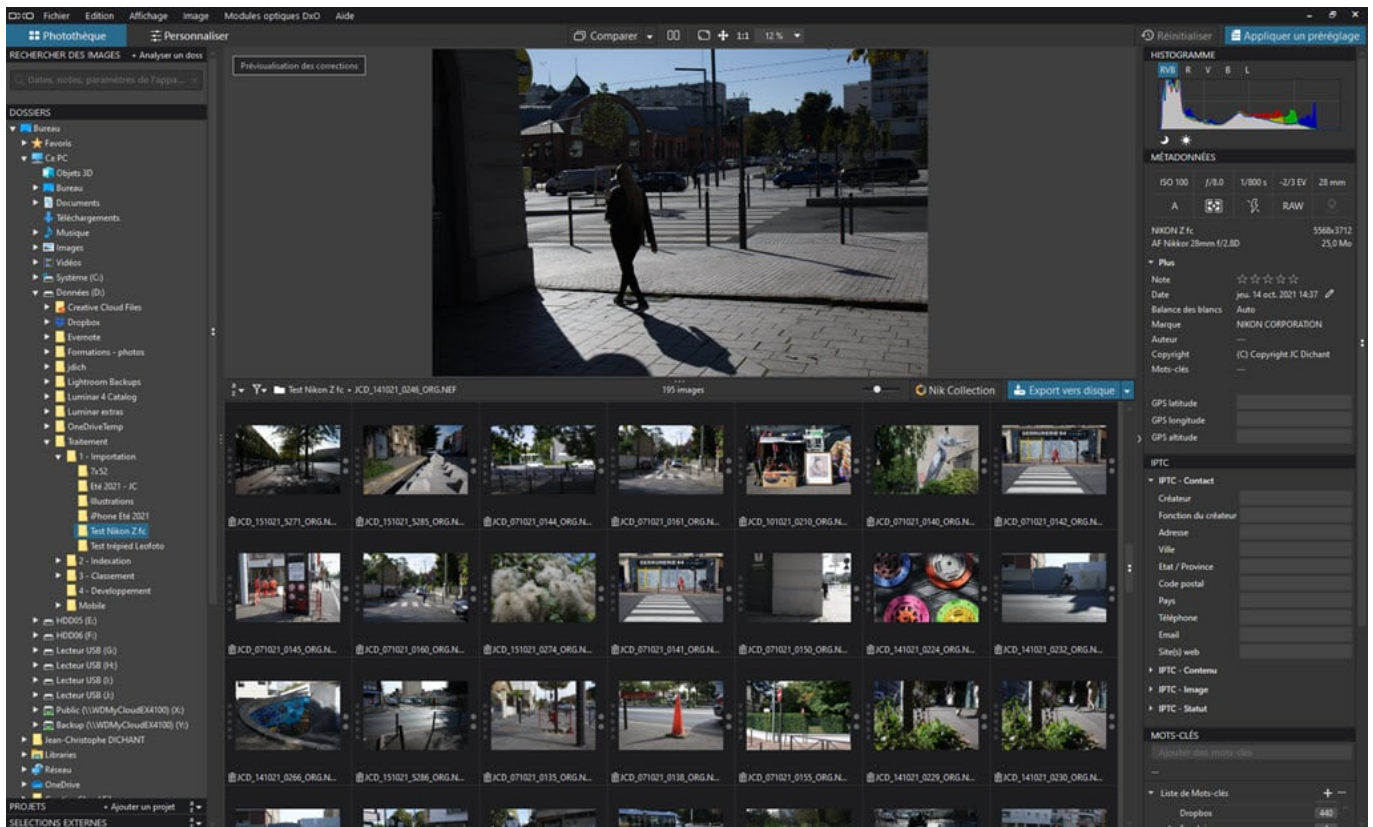 DXO Fichier Edition Affichage Image Modules optiques DxO Aide
Photothèque Personnaliser Comparer 1:1 12 % Réinitialiser Appliquer un préréglage
RECHERCHER DES IMAGES + Analyser un doss
Dates, notes, paramètres de l'appa...
DOSSIERS
Bureau
Favoris
Ce PC
Objets 3D
Bureau
Documents
Téléchargements
Musique
Images
Vidéos
Système (C:)
Données (D:)
Creative Cloud Files
Dropbox
Evernote
Formations - photos
jdich
Lightroom Backups
Luminar 4 Catalog
Luminar extras
OneDriveTemp
Traitement
1 - Importation
7x52
Eté 2021 - JC
Illustrations
iPhone Eté 2021
Test Nikon Z fc
Test trépied Leofoto
2 - Indexation
3 - Classement
4 - Developpement
Mobile
HDD05 (E:)
HDD06 (F:)
Lecteur USB (G:)
Lecteur USB (H:)
Lecteur USB (I:)
Lecteur USB (J:)
Public (\\WDMyCloudEX4100) (X:)
Backup (\\WDMyCloudEX4100) (Y:)
Jean-Christophe DICHANT
Libraries
Réseau
OneDrive
PROJETS + Ajouter un projet
SELECTIONS EXTERNES
Prévisualisation des corrections
Test Nikon Z fc • JCD_141021_0246_ORG.NEF 195 images Nik Collection Export vers disque
SERRURERIE 64
JCD_151021_5271_ORG.N... JCD_151021_5285_ORG.N... JCD_071021_0144_ORG.N... JCD_071021_0161_ORG.N... JCD_101021_0210_ORG.N... JCD_071021_0140_ORG.N... JCD_071021_0142_ORG.N...
SERRURERIE 64
JCD_071021_0145_ORG.N... JCD_071021_0160_ORG.N... JCD_151021_0274_ORG.N... JCD_071021_0141_ORG.N... JCD_071021_0150_ORG.N... JCD_141021_0224_ORG.N... JCD_141021_0232_ORG.N...
JCD_141021_0266_ORG.N... JCD_151021_5286_ORG.N... JCD_071021_0135_ORG.N... JCD_071021_0138_ORG.N... JCD_071021_0155_ORG.N... JCD_141021_0229_ORG.N... JCD_141021_0230_ORG.N...
HISTOGRAMME
RVB R V B L
MÉTADONNÉES
ISO 100 ƒ/8.0 1/800 s -2/3 EV 28 mm
A RAW
NIKON Z fc 5568x3712
AF Nikkor 28mm f/2.8D 25,0 Mo
Plus
Note
Date jeu. 14 oct. 2021 14:37
Balance des blancs Auto
Marque NIKON CORPORATION
Auteur ---
Copyright (C) Copyright JC Dichant
Mots-clés ---
GPS latitude
GPS longitude
GPS altitude
IPTC
IPTC - Contact
Créateur
Fonction du créateur
Adresse
Ville
Etat / Province
Code postal
Pays
Téléphone
Email
Site(s) web
IPTC - Contenu
IPTC - Image
IPTC - Statut
MOTS-CLÉS
Ajouter des mots-clés
---
Liste de Mots-clés + -
Dropbox 440